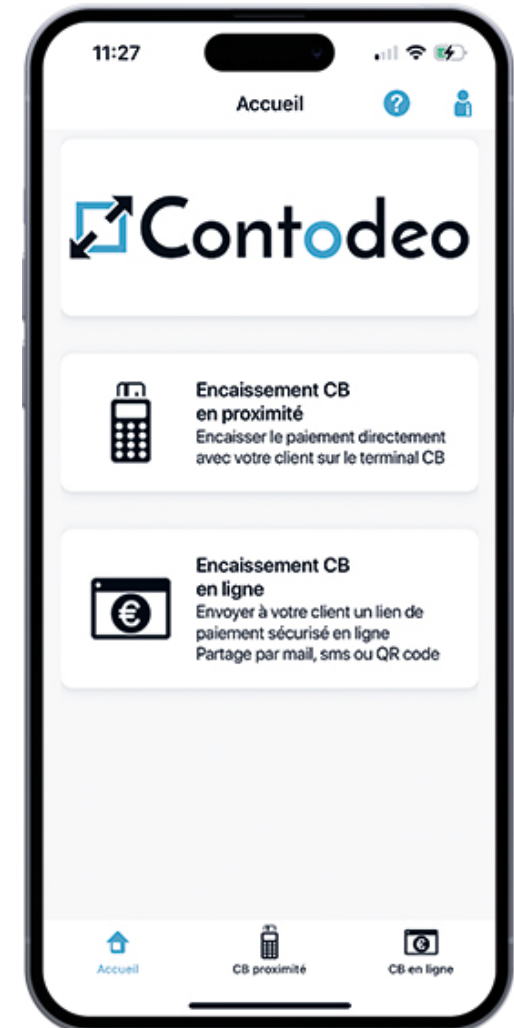 11:27
Accueil
?
Contodeo
Encaissement CB
en proximité
Encaisser le paiement directement
avec votre client sur le terminal CB
€
Encaissement CB
en ligne
Envoyer à votre client un lien de
paiement sécurisé en ligne
Partage par mail, sms ou QR code
Accueil
CB proximité
CB en ligne